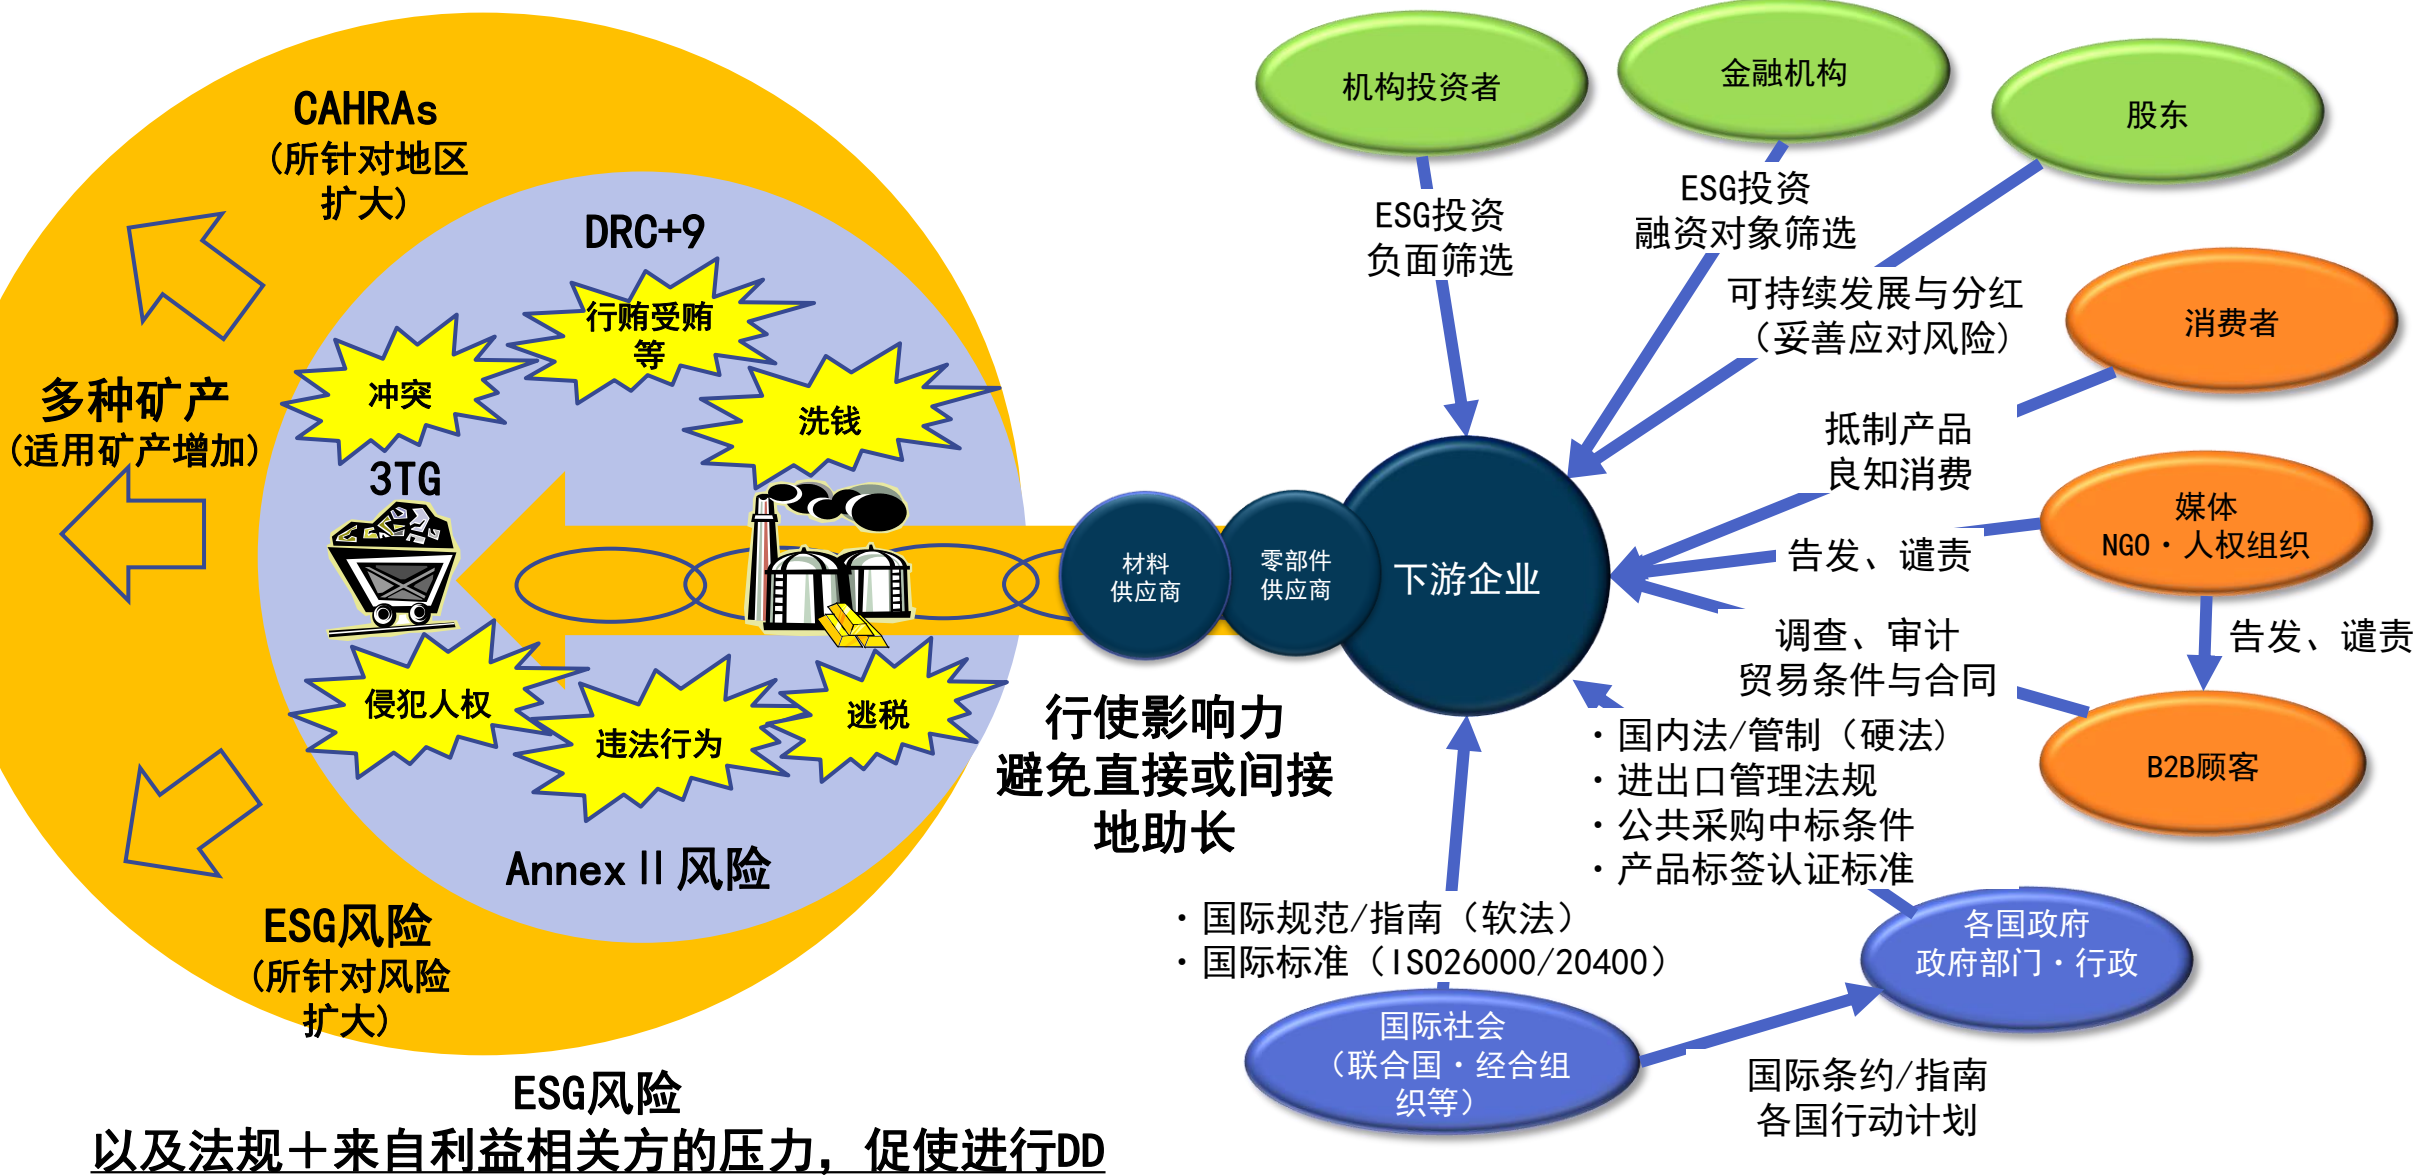 CAHRAs
(所针对地区
扩大)
DRC+9
行贿受贿
等
冲突
洗钱
多种矿产
(适用矿产增加)
3TG
侵犯人权
违法行为
逃税
Annex Ⅱ 风险
ESG风险
(所针对风险
扩大)
ESG风险
以及法规＋来自利益相关方的压力，促使进行DD
材料
供应商
零部件
供应商
下游企业
行使影响力
避免直接或间接
地助长
机构投资者
金融机构
股东
ESG投资
负面筛选
ESG投资
融资对象筛选
可持续发展与分红
（妥善应对风险）
消费者
抵制产品
良知消费
媒体
NGO・人权组织
告发、谴责
告发、谴责
调查、审计
贸易条件与合同
B2B顾客
・国内法/管制（硬法）
・进出口管理法规
・公共采购中标条件
・产品标签认证标准
各国政府
政府部门・行政
・国际规范/指南（软法）
・国际标准（ISO26000/20400）
国际社会
（联合国・经合组
织等）
国际条约/指南
各国行动计划